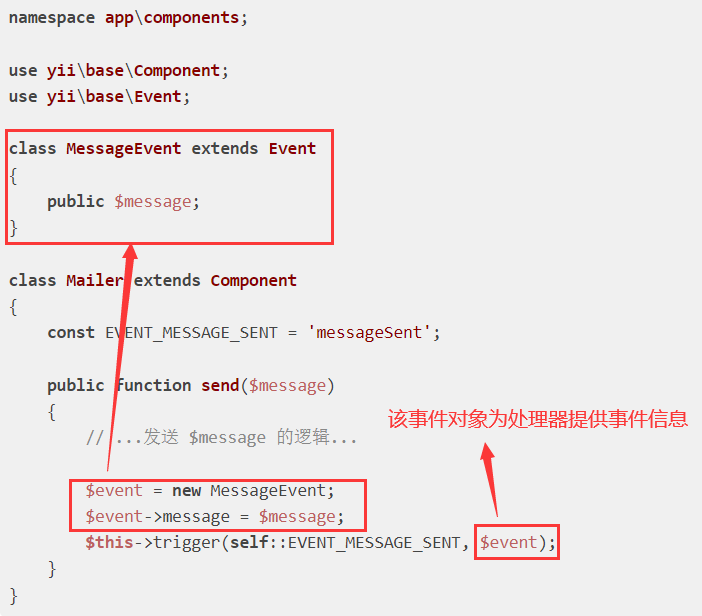 namespace app\components;
use yii\base\Component;
use yii\base\Event;
class MessageEvent extends Event
{
    public $message;
}
class Mailer extends Component
{
    const EVENT_MESSAGE_SENT = 'messageSent';
    public function send($message)
    {
        // ...发送 $message 的逻辑...
该事件对象为处理器提供事件信息
        $event = new MessageEvent;
        $event->message = $message;
        $this->trigger(self::EVENT_MESSAGE_SENT, $event);
    }
}